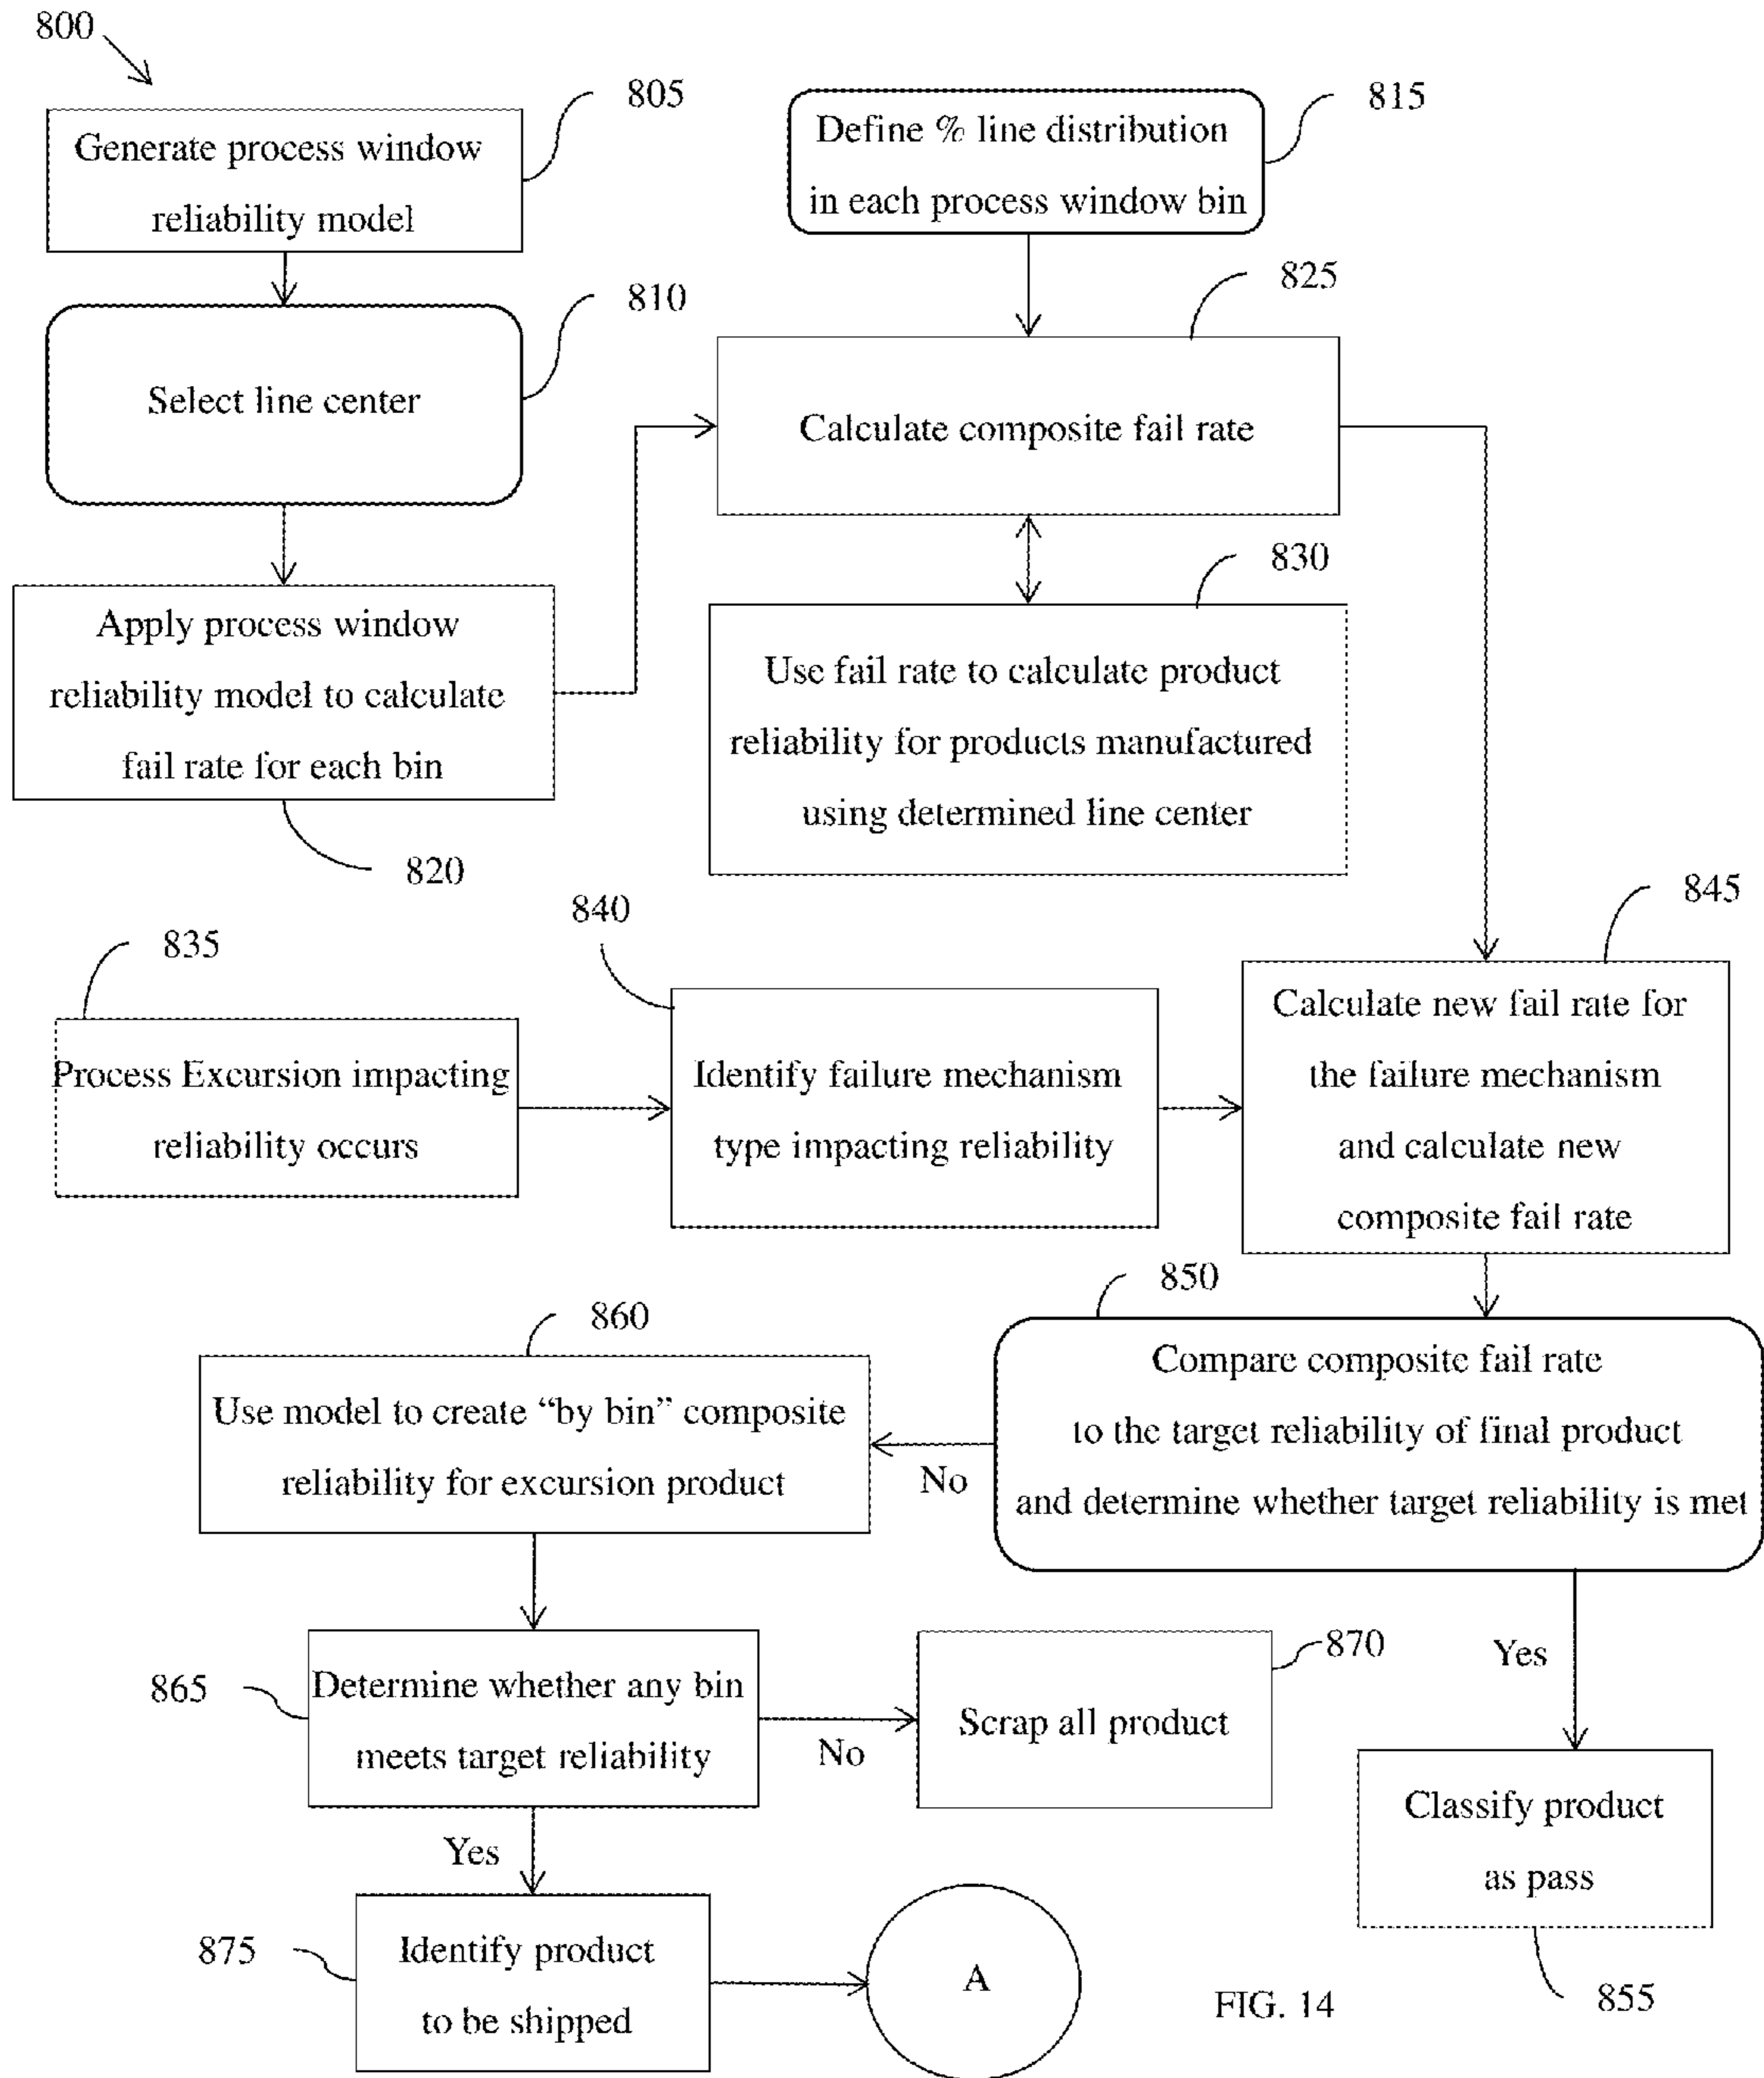 800
805
Generate process window
reliability model
815
Define % line distribution
in each process window bin
810
Select line center
825
Calculate composite fail rate
Apply process window
reliability model to calculate
fail rate for each bin
820
830
Use fail rate to calculate product
reliability for products manufactured
using determined line center
835
Process Excursion impacting
reliability occurs
840
Identify failure mechanism
type impacting reliability
845
Calculate new fail rate for
the failure mechanism
and calculate new
composite fail rate
850
Compare composite fail rate
to the target reliability of final product
and determine whether target reliability is met
No
Yes
860
Use model to create “by bin” composite
reliability for excursion product
865
Determine whether any bin
meets target reliability
No
Yes
870
Scrap all product
Classify product
as pass
855
875
Identify product
to be shipped
A
FIG. 14